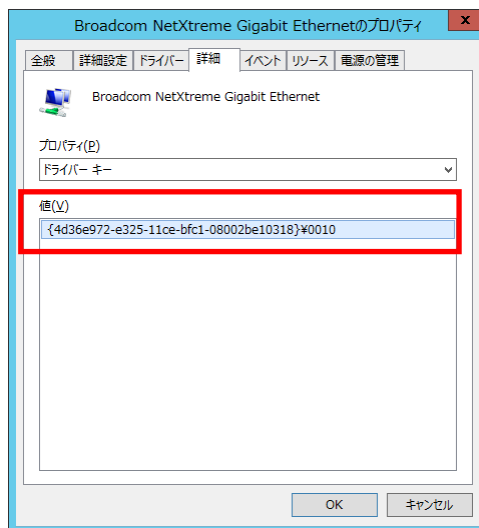 Broadcom NetXtreme Gigabit Ethernetのプロパティ
x
全般 詳細設定 ドライバー 詳細 イベント リソース 電源の管理
Broadcom NetXtreme Gigabit Ethernet
プロパティ(P)
ドライバー キー
値(V)
{4d36e972-e325-11ce-bfc1-08002be10318}¥0010
OK キャンセル